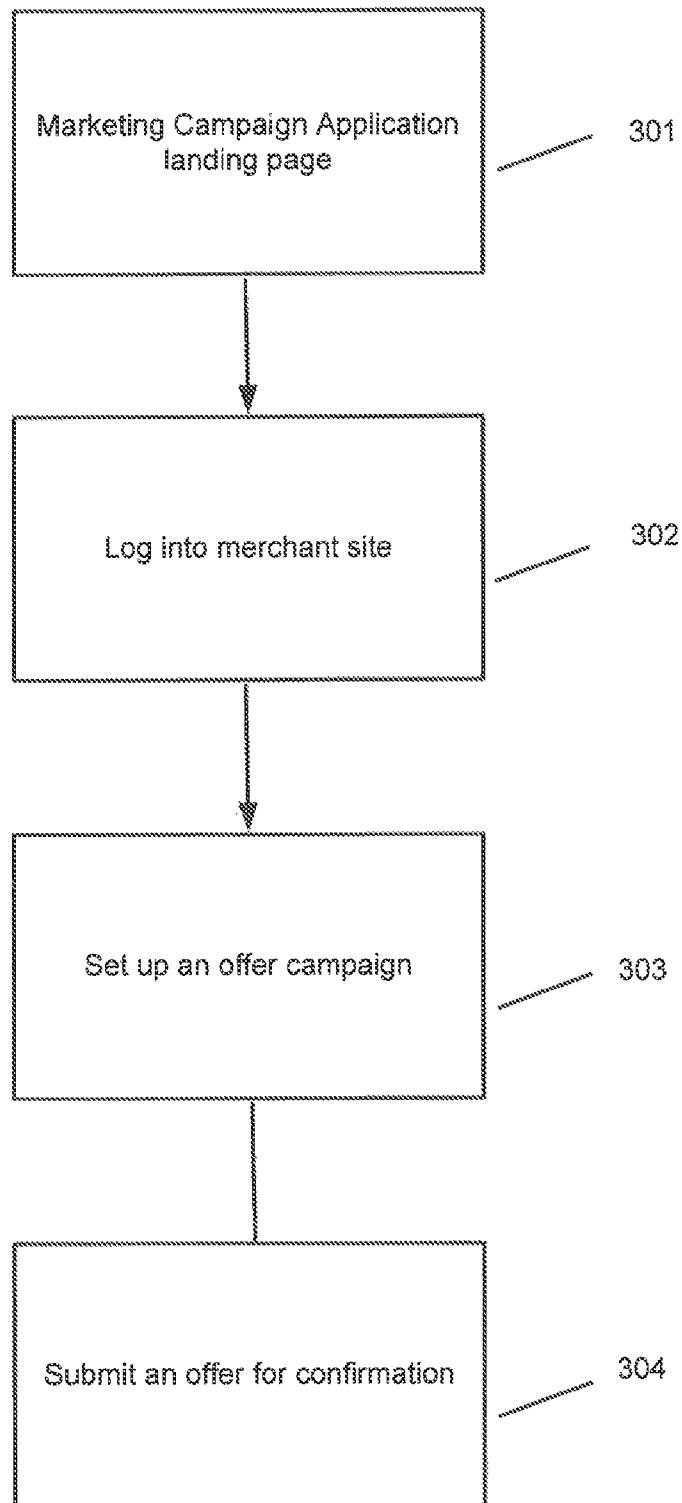 Marketing Campaign Application
landing page
301
Log into merchant site
302
Set up an offer campaign
303
Submit an offer for confirmation
304